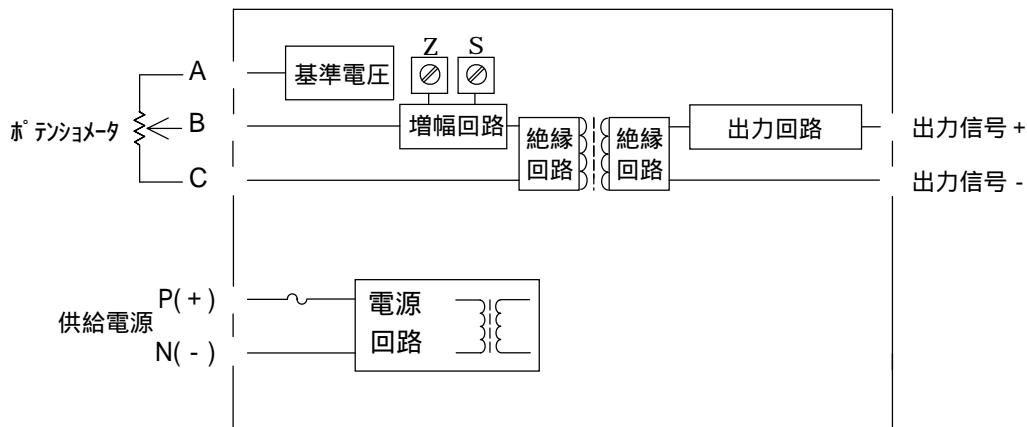 Z S
A
基準電圧
ﾎﾟﾃﾝｼｮﾒｰﾀ
B
増幅回路
絶縁
回路
絶縁
回路
出力回路
出力信号 +
C
出力信号 -
供給電源
P( + )
N( - )
電源
回路